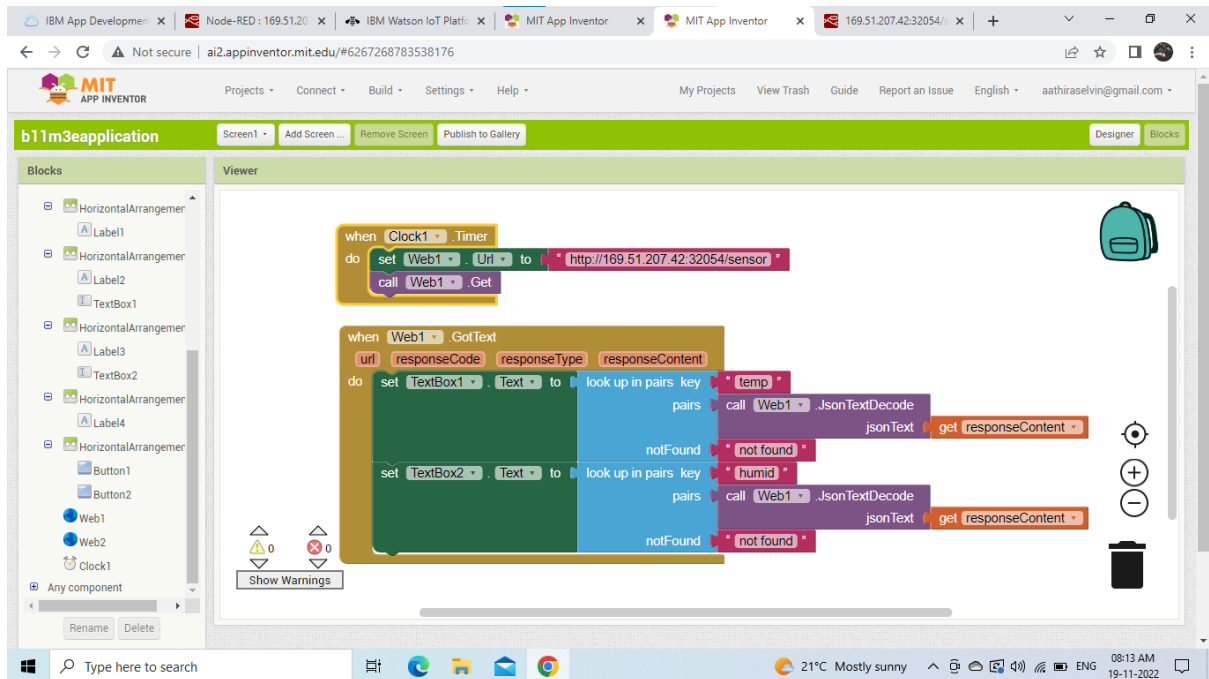 IBM App Developmen
Node-RED : 169.51.20
IBM Watson IoT Platfo
MIT App Inventor
MIT App Inventor
169.51.207.42:32054/s
Not secure
ai2.appinventor.mit.edu/#6267268783538176
MIT
APP INVENTOR
Projects
Connect
Build
Settings
Help
My Projects
View Trash
Guide
Report an Issue
English
aathiraselvin@gmail.com
b11m3eapplication
Screen1
Add Screen ...
Remove Screen
Publish to Gallery
Designer
Blocks
Blocks
Viewer
HorizontalArrangemen
Label1
HorizontalArrangemen
Label2
TextBox1
HorizontalArrangemen
Label3
TextBox2
HorizontalArrangemen
Label4
HorizontalArrangemen
Button1
Button2
Web1
Web2
Clock1
Any component
Rename
Delete
when Clock1 .Timer
do set Web1 . Url to " http://169.51.207.42:32054/sensor "
call Web1 .Get
when Web1 .GotText
url responseCode responseType responseContent
do set TextBox1 . Text to look up in pairs key " temp "
pairs call Web1 .JsonTextDecode
jsonText get responseContent
notFound " not found "
set TextBox2 . Text to look up in pairs key " humid "
pairs call Web1 .JsonTextDecode
jsonText get responseContent
notFound " not found "
0
0
Show Warnings
Type here to search
21°C Mostly sunny
ENG
08:13 AM
19-11-2022